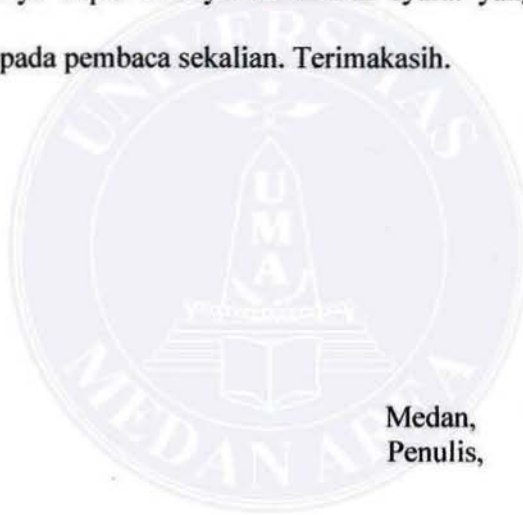 pada pembaca sekalian. Terimakasih.
UNIVERSITAS
UMA
MEDAN AREA
Medan,
Penulis,